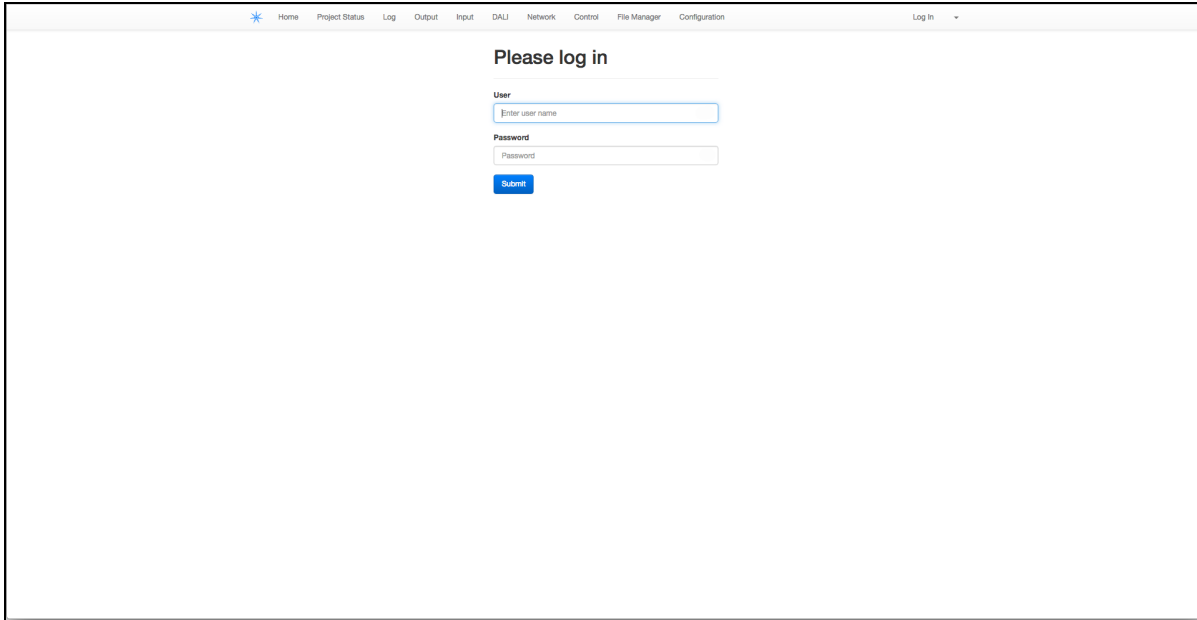 Home Project Status Log Output Input DALI Network Control File Manager Configuration Log In
Please log in
User
Enter user name
Password
Password
Submit